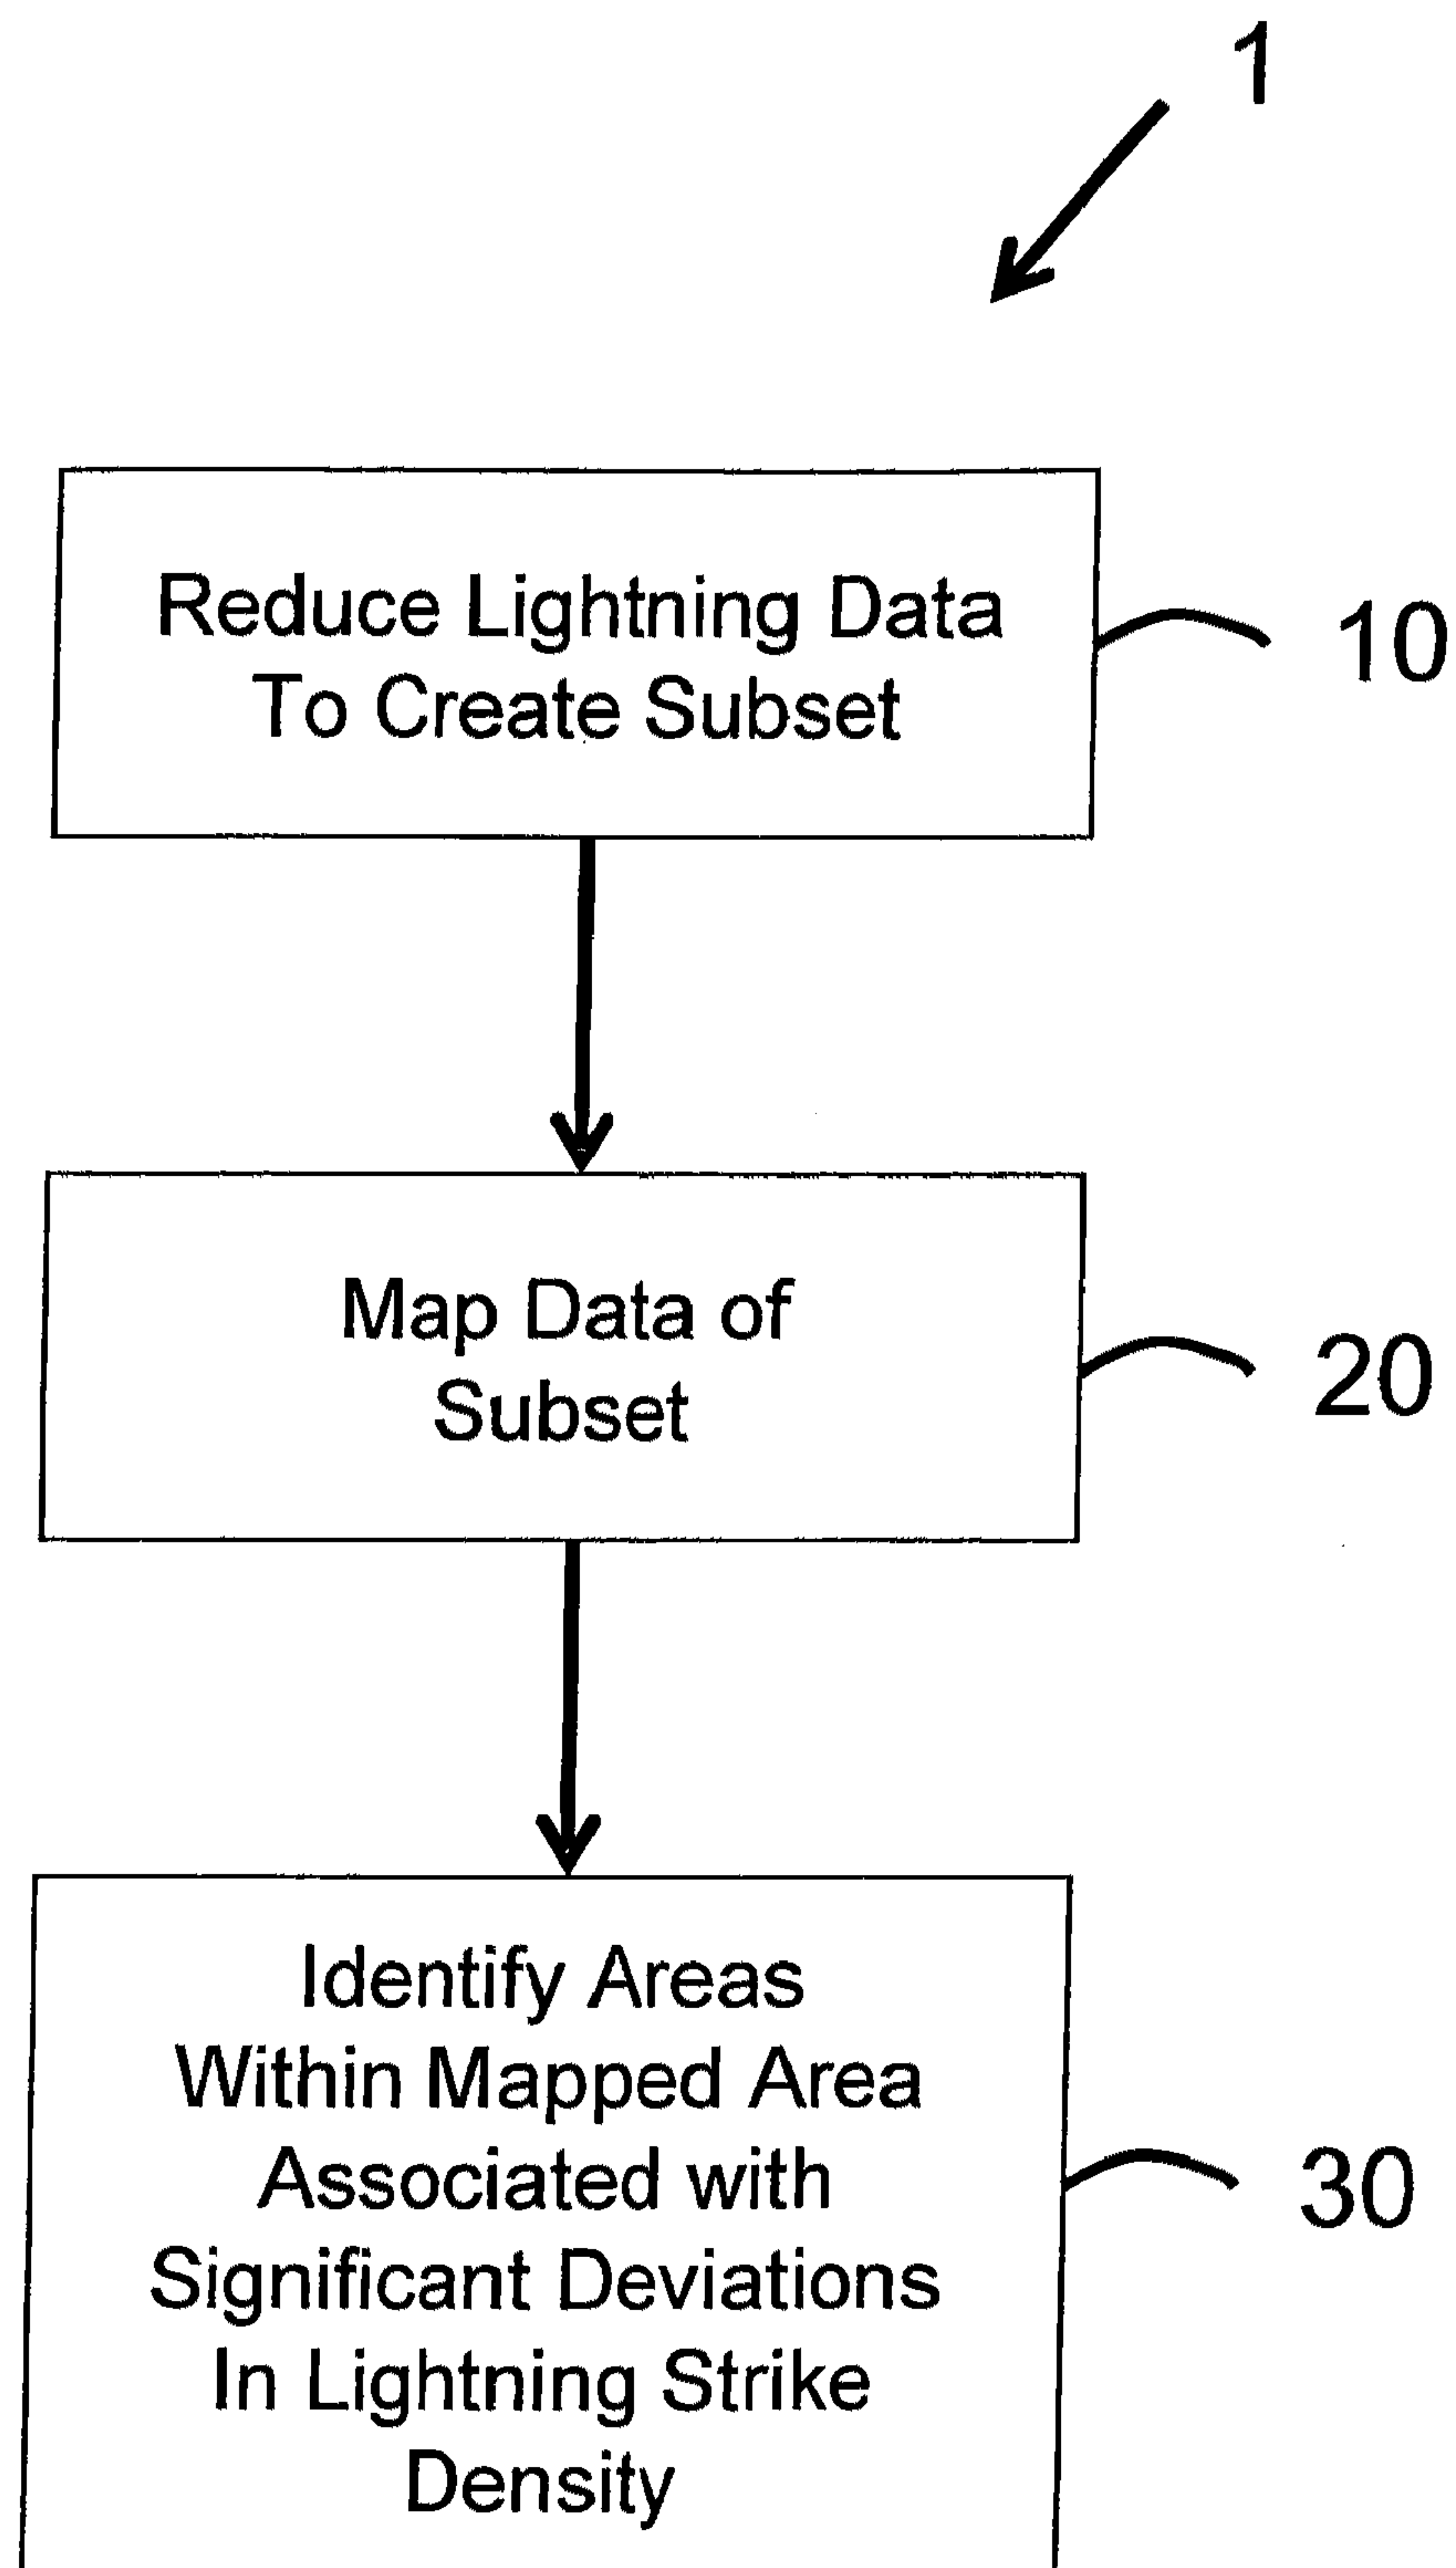 1
Reduce Lightning Data
To Create Subset
10
Map Data of
Subset
20
Identify Areas
Within Mapped Area
Associated with
Significant Deviations
In Lightning Strike
Density
30